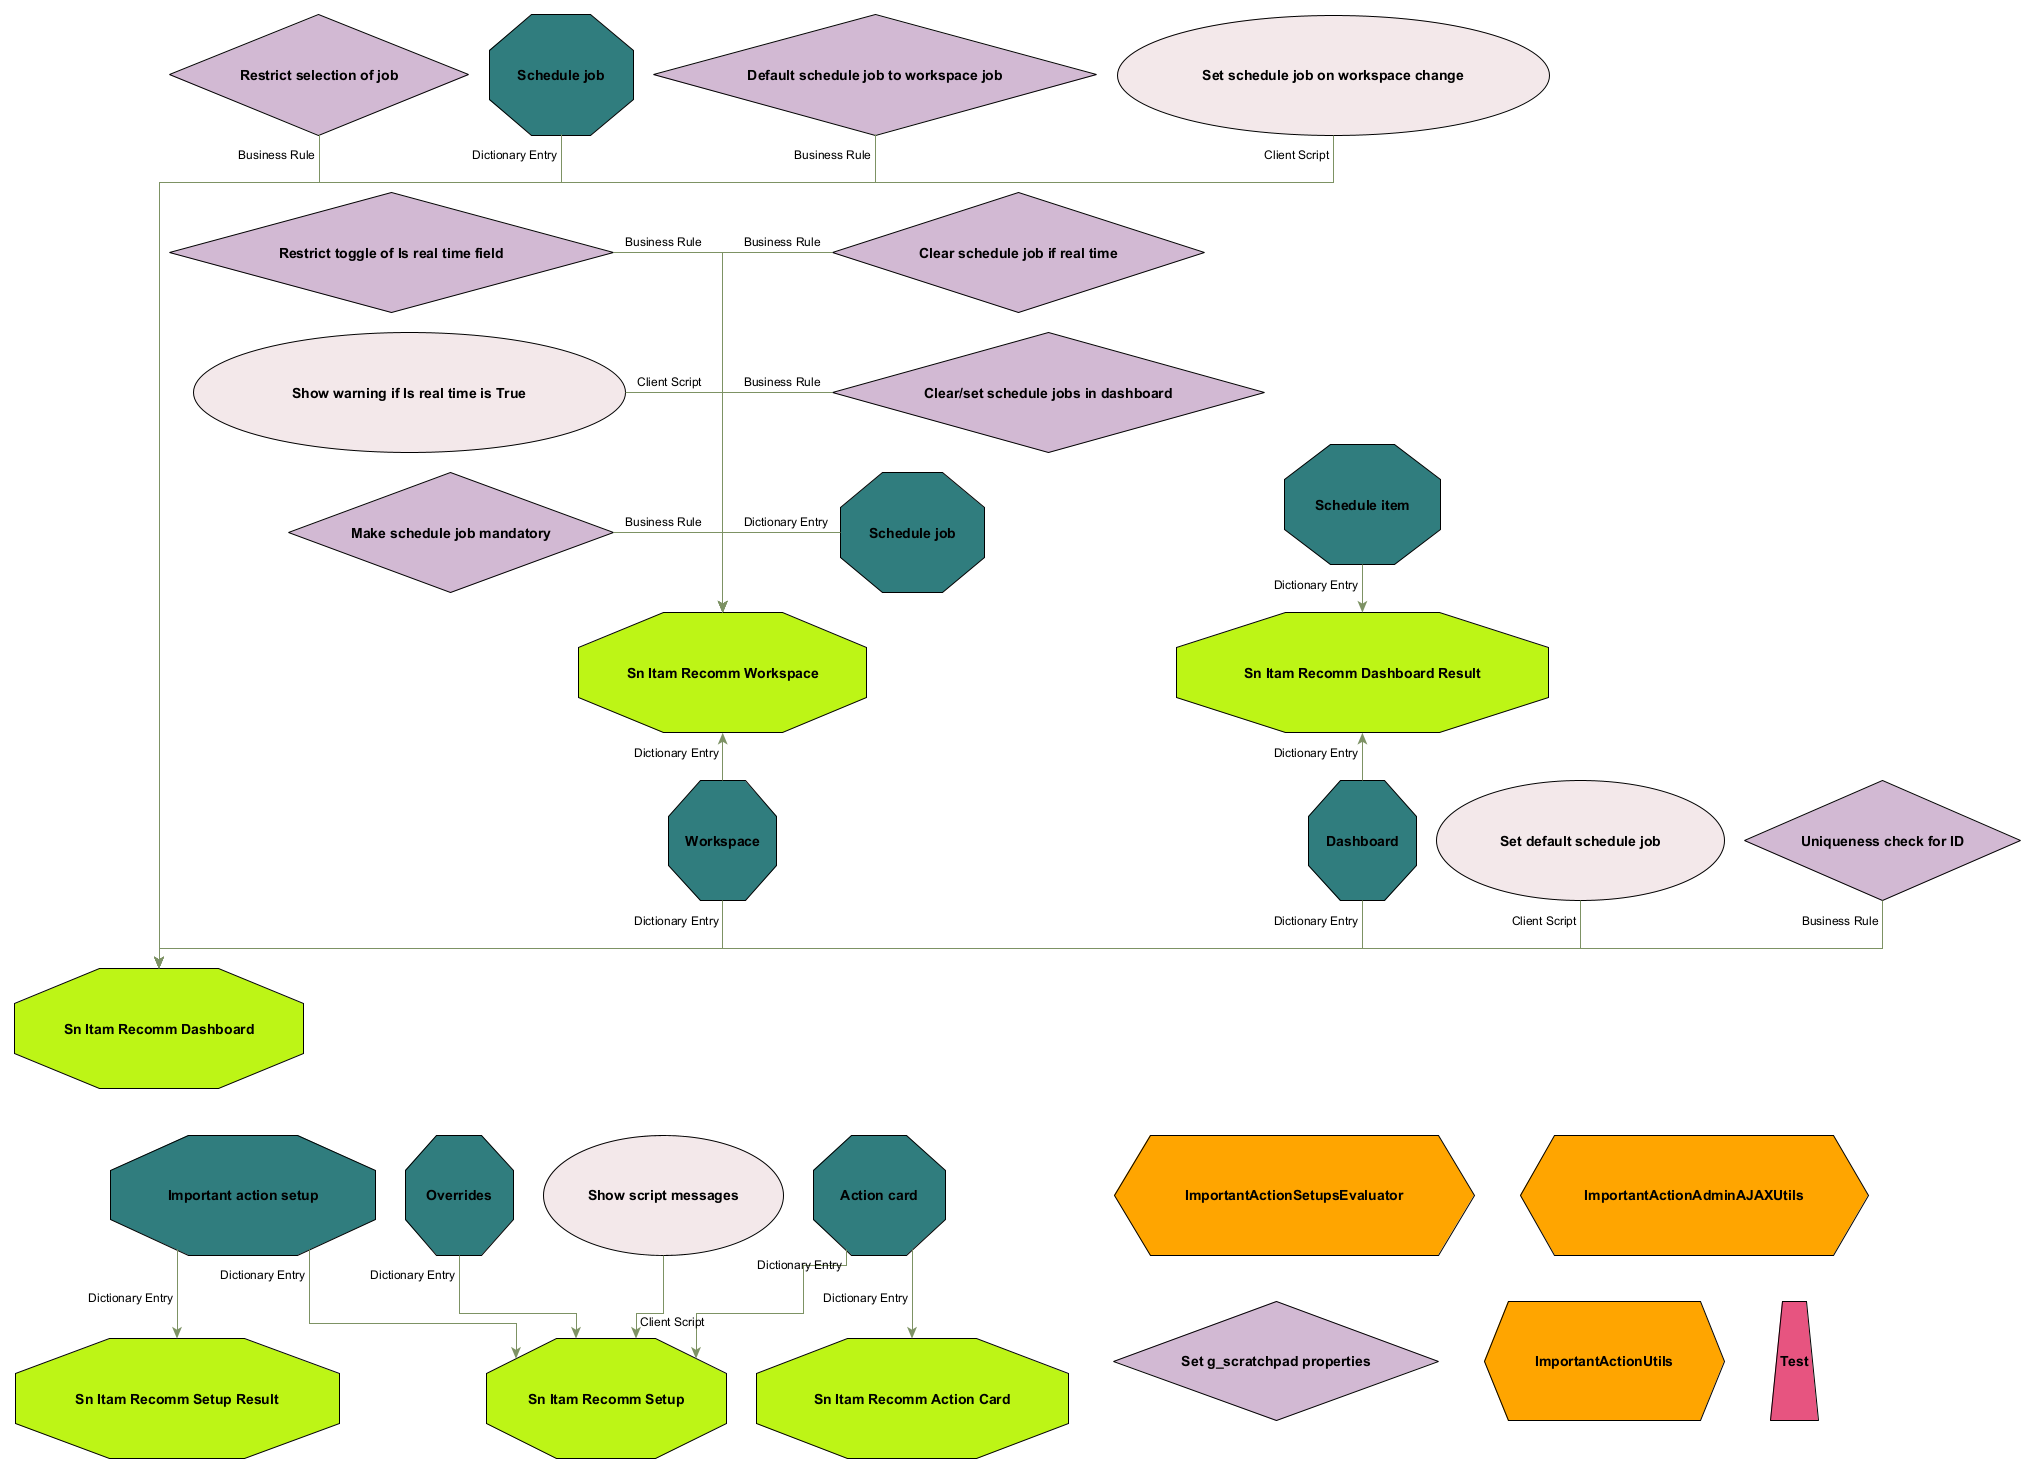 Restrict selection of job
Schedule job
Default schedule job to workspace job
Set schedule job on workspace change
Business Rule
Dictionary Entry
Business Rule
Client Script
Restrict toggle of Is real time field
Business Rule
Business Rule
Clear schedule job if real time
Show warning if Is real time is True
Client Script
Business Rule
Clear/set schedule jobs in dashboard
Make schedule job mandatory
Business Rule
Dictionary Entry
Schedule job
Schedule item
Dictionary Entry
Sn Itam Recomm Workspace
Sn Itam Recomm Dashboard Result
Dictionary Entry
Dictionary Entry
Workspace
Dashboard
Set default schedule job
Uniqueness check for ID
Dictionary Entry
Dictionary Entry
Client Script
Business Rule
Sn Itam Recomm Dashboard
Important action setup
Overrides
Show script messages
Action card
ImportantActionSetupsEvaluator
ImportantActionAdminAJAXUtils
Dictionary Entry
Dictionary Entry
Dictionary Entry
Dictionary Entry
Dictionary Entry
Client Script
Sn Itam Recomm Setup Result
Sn Itam Recomm Setup
Sn Itam Recomm Action Card
Set g_scratchpad properties
ImportantActionUtils
Test